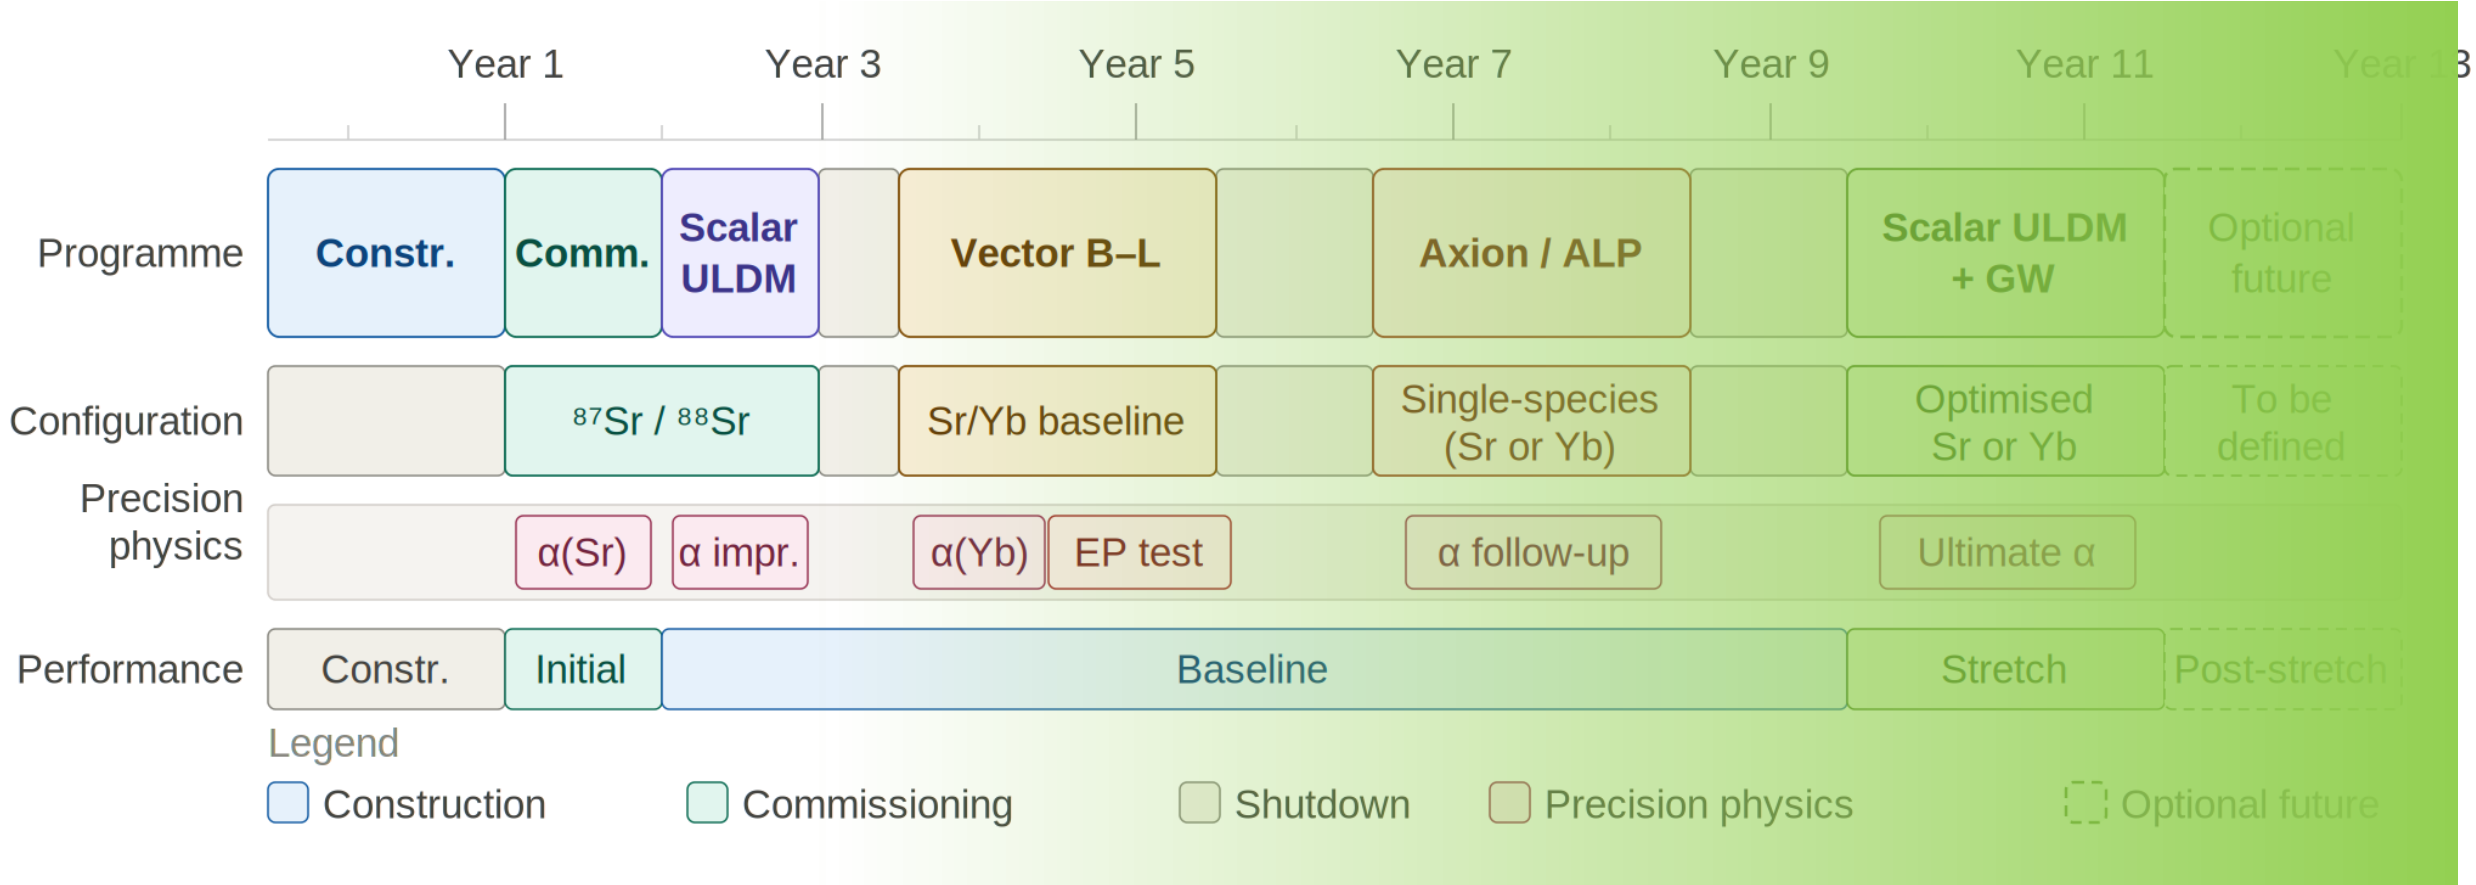 Year 1 Year 3 Year 5 Year 7 Year 9 Year 11 Year 13
Programme
Constr.
Comm.
Scalar
ULDM
Vector B–L
Axion / ALP
Scalar ULDM
+ GW
Optional
future
Configuration
⁸⁷Sr / ⁸⁸Sr
Sr/Yb baseline
Single-species
(Sr or Yb)
Optimised
Sr or Yb
To be
defined
Precision
physics
α(Sr)
α impr.
α(Yb)
EP test
α follow-up
Ultimate α
Performance
Constr.
Initial
Baseline
Stretch
Post-stretch
Legend
Construction
Commissioning
Shutdown
Precision physics
Optional future